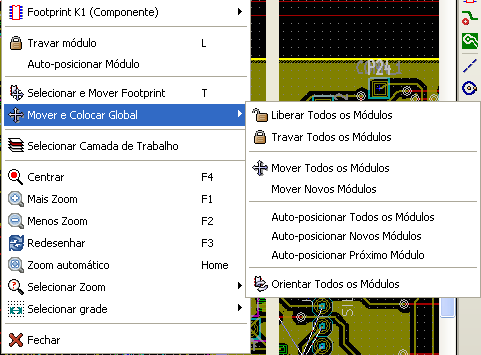 Footprint K1 (Componente)
Travar módulo L
Auto-posicionar Módulo
Selecionar e Mover Footprint T
Mover e Colocar Global
Selecionar Camada de Trabalho
Centrar F4
Mais Zoom F1
Menos Zoom F2
Redesenhar F3
Zoom automático Home
Selecionar Zoom
Selecionar grade
Fechar
Liberar Todos os Módulos
Travar Todos os Módulos
Mover Todos os Módulos
Mover Novos Módulos
Auto-posicionar Todos os Módulos
Auto-posicionar Novos Módulos
Auto-posicionar Próximo Módulo
Orientar Todos os Módulos
P24